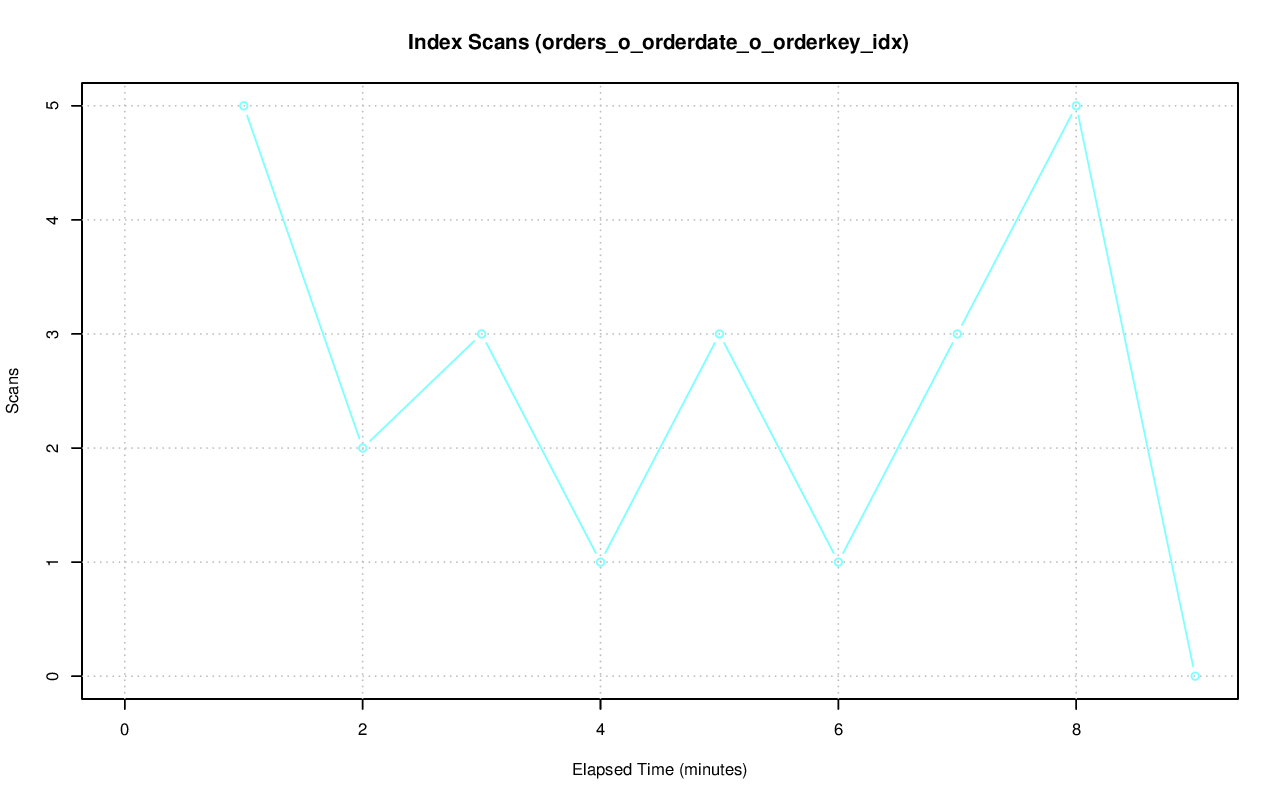 Index Scans (orders_o_orderdate_o_orderkey_idx)
5
4
3
2
1
0
Scans
0 2 4 6 8
Elapsed Time (minutes)